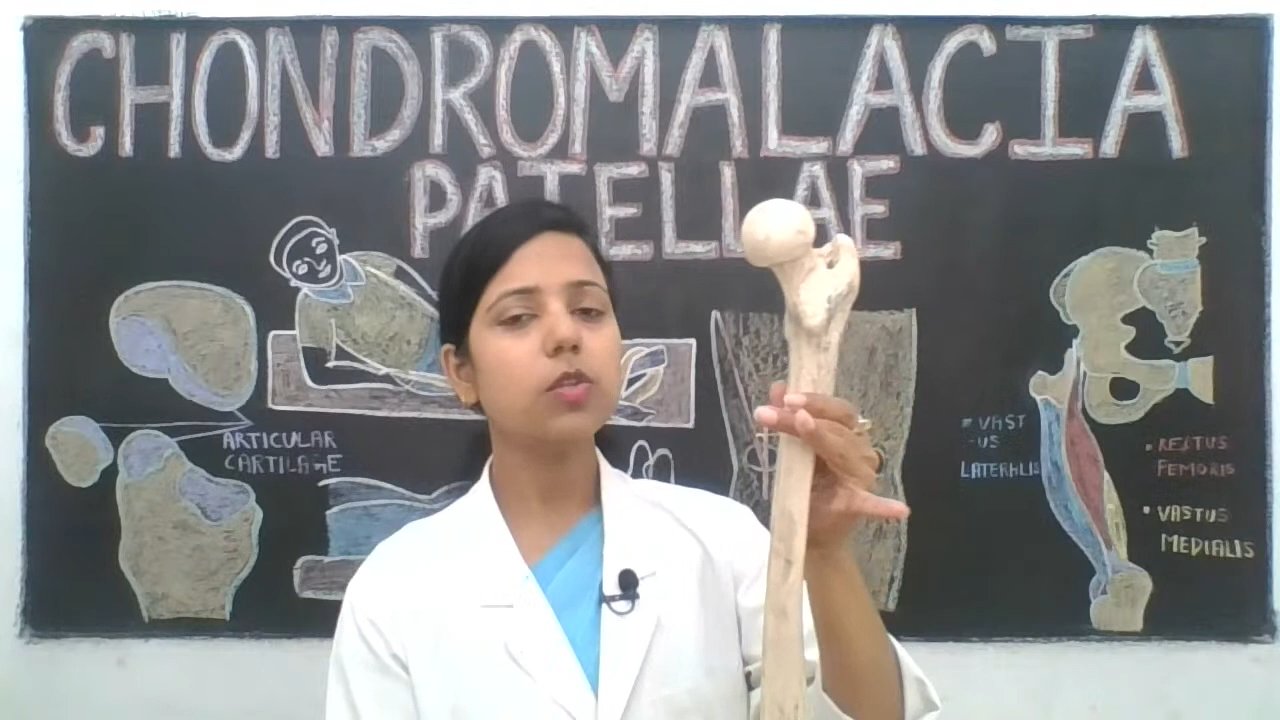 CHONDROMALACIA
PATELLAE
ARTICULAR
CARTILAGE
VAST
-US
LATERALIS
• RECTUS
FEMORIS
• VASTUS
MEDIALIS